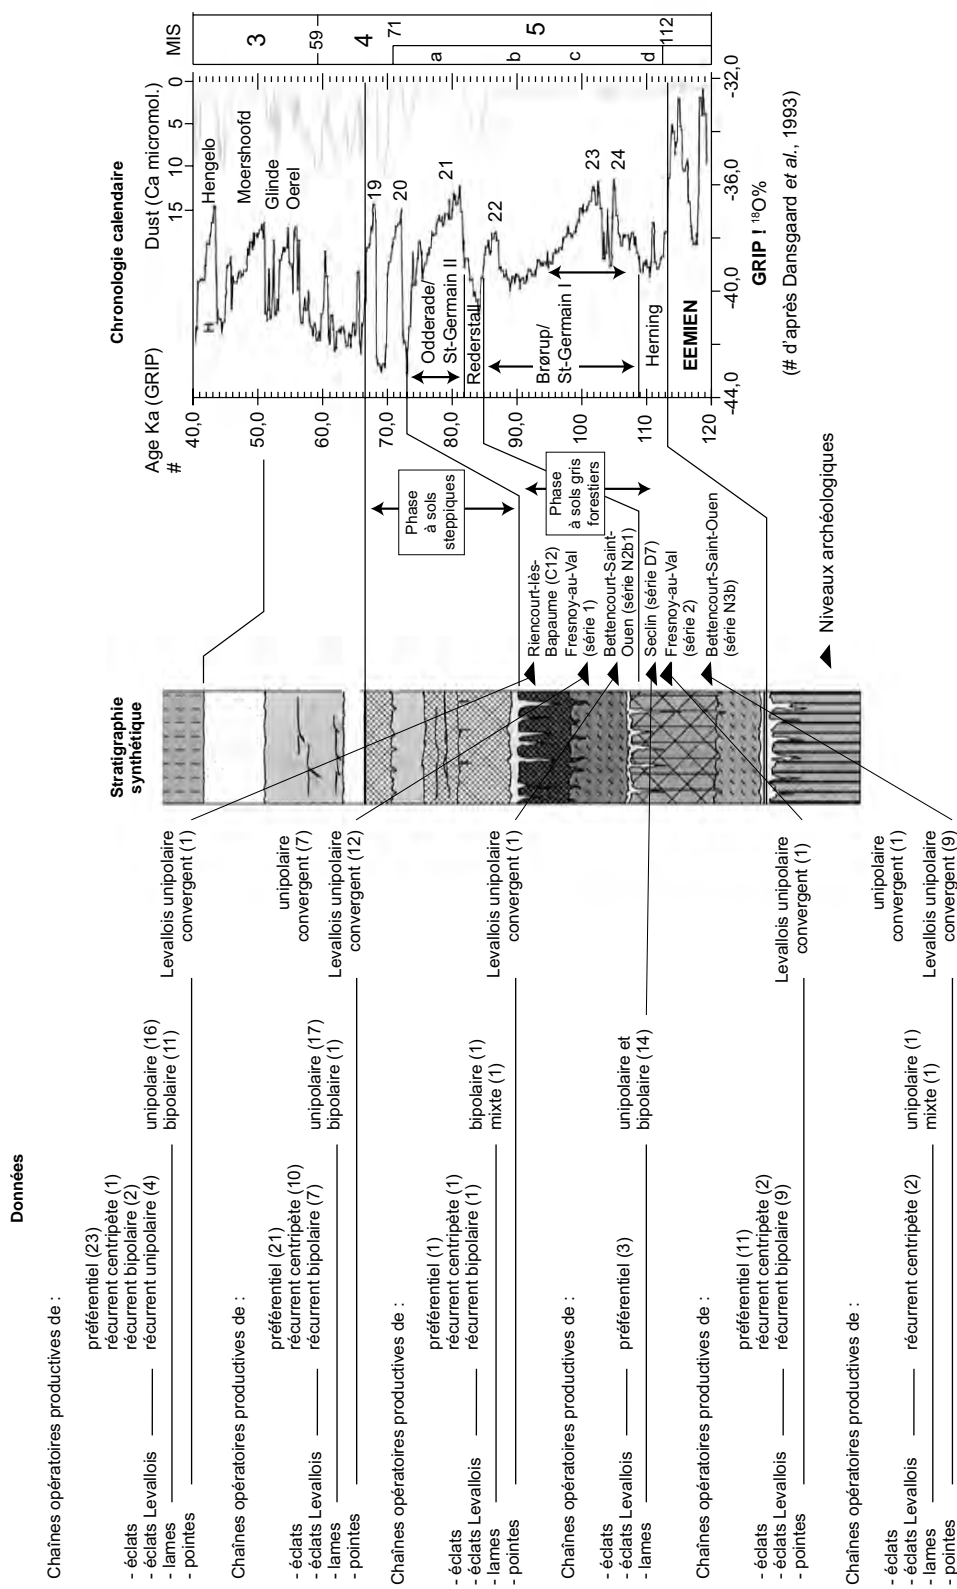 Données
Stratigraphie
synthétique
Chronologie calendaire
Chaînes opératoires productives de :
- éclats
- éclats Levallois
- lames
- pointes
préférentiel (23)
récurrent centripète (1)
récurrent bipolaire (2)
récurrent unipolaire (4)
unipolaire (16)
bipolaire (11)
Levallois unipolaire
convergent (1)
Chaînes opératoires productives de :
- éclats
- éclats Levallois
- lames
- pointes
préférentiel (21)
récurrent centripète (10)
récurrent bipolaire (7)
unipolaire (17)
bipolaire (1)
unipolaire
convergent (7)
Levallois unipolaire
convergent (12)
Chaînes opératoires productives de :
- éclats
- éclats Levallois
- lames
- pointes
préférentiel (1)
récurrent centripète (1)
récurrent bipolaire (1)
bipolaire (1)
mixte (1)
Levallois unipolaire
convergent (1)
Chaînes opératoires productives de :
- éclats
- éclats Levallois
- lames
préférentiel (3)
unipolaire et
bipolaire (14)
Chaînes opératoires productives de :
- éclats
- éclats Levallois
- pointes
préférentiel (11)
récurrent centripète (2)
récurrent bipolaire (9)
Levallois unipolaire
convergent (1)
Chaînes opératoires productives de :
- éclats
- éclats Levallois
- lames
- pointes
récurrent centripète (2)
unipolaire (1)
mixte (1)
unipolaire
convergent (1)
Levallois unipolaire
convergent (9)
Riencourt-lès-
Bapaume (C12)
Fresnoy-au-Val
(série 1)
Bettencourt-Saint-
Ouen (série N2b1)
Seclin (série D7)
Fresnoy-au-Val
(série 2)
Bettencourt-Saint-Ouen
(série N3b)
Niveaux archéologiques
Phase
à sols
steppiques
Phase
à sols gris
forestiers
Age Ka (GRIP)
#
40,0
50,0
60,0
70,0
80,0
90,0
100
110
120
Dust (Ca micromol.)
0
5
10
15
H
Hengelo
Moershoofd
Glinde
Oerel
19
20
21
22
23
24
Odderade/
St-Germain II
Rederstall
Brørup/
St-Germain I
Herning
EEMIEN
-44,0
-40,0
-36,0
-32,0
GRIP ! 18O%
(# d'après Dansgaard et al., 1993)
MIS
3
59
4
71
5
a
b
c
d
112